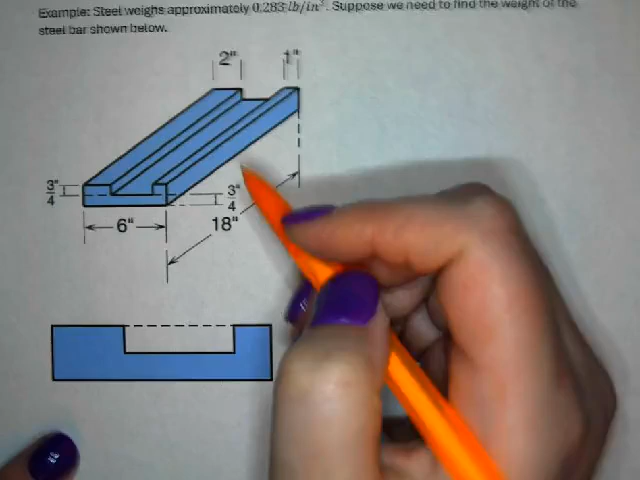 Example: Steel weighs approximately 0.283 lb/in³. Suppose we need to find the weight of the
steel bar shown below.
2" 1"
3/4"
3/4"
6" 18"